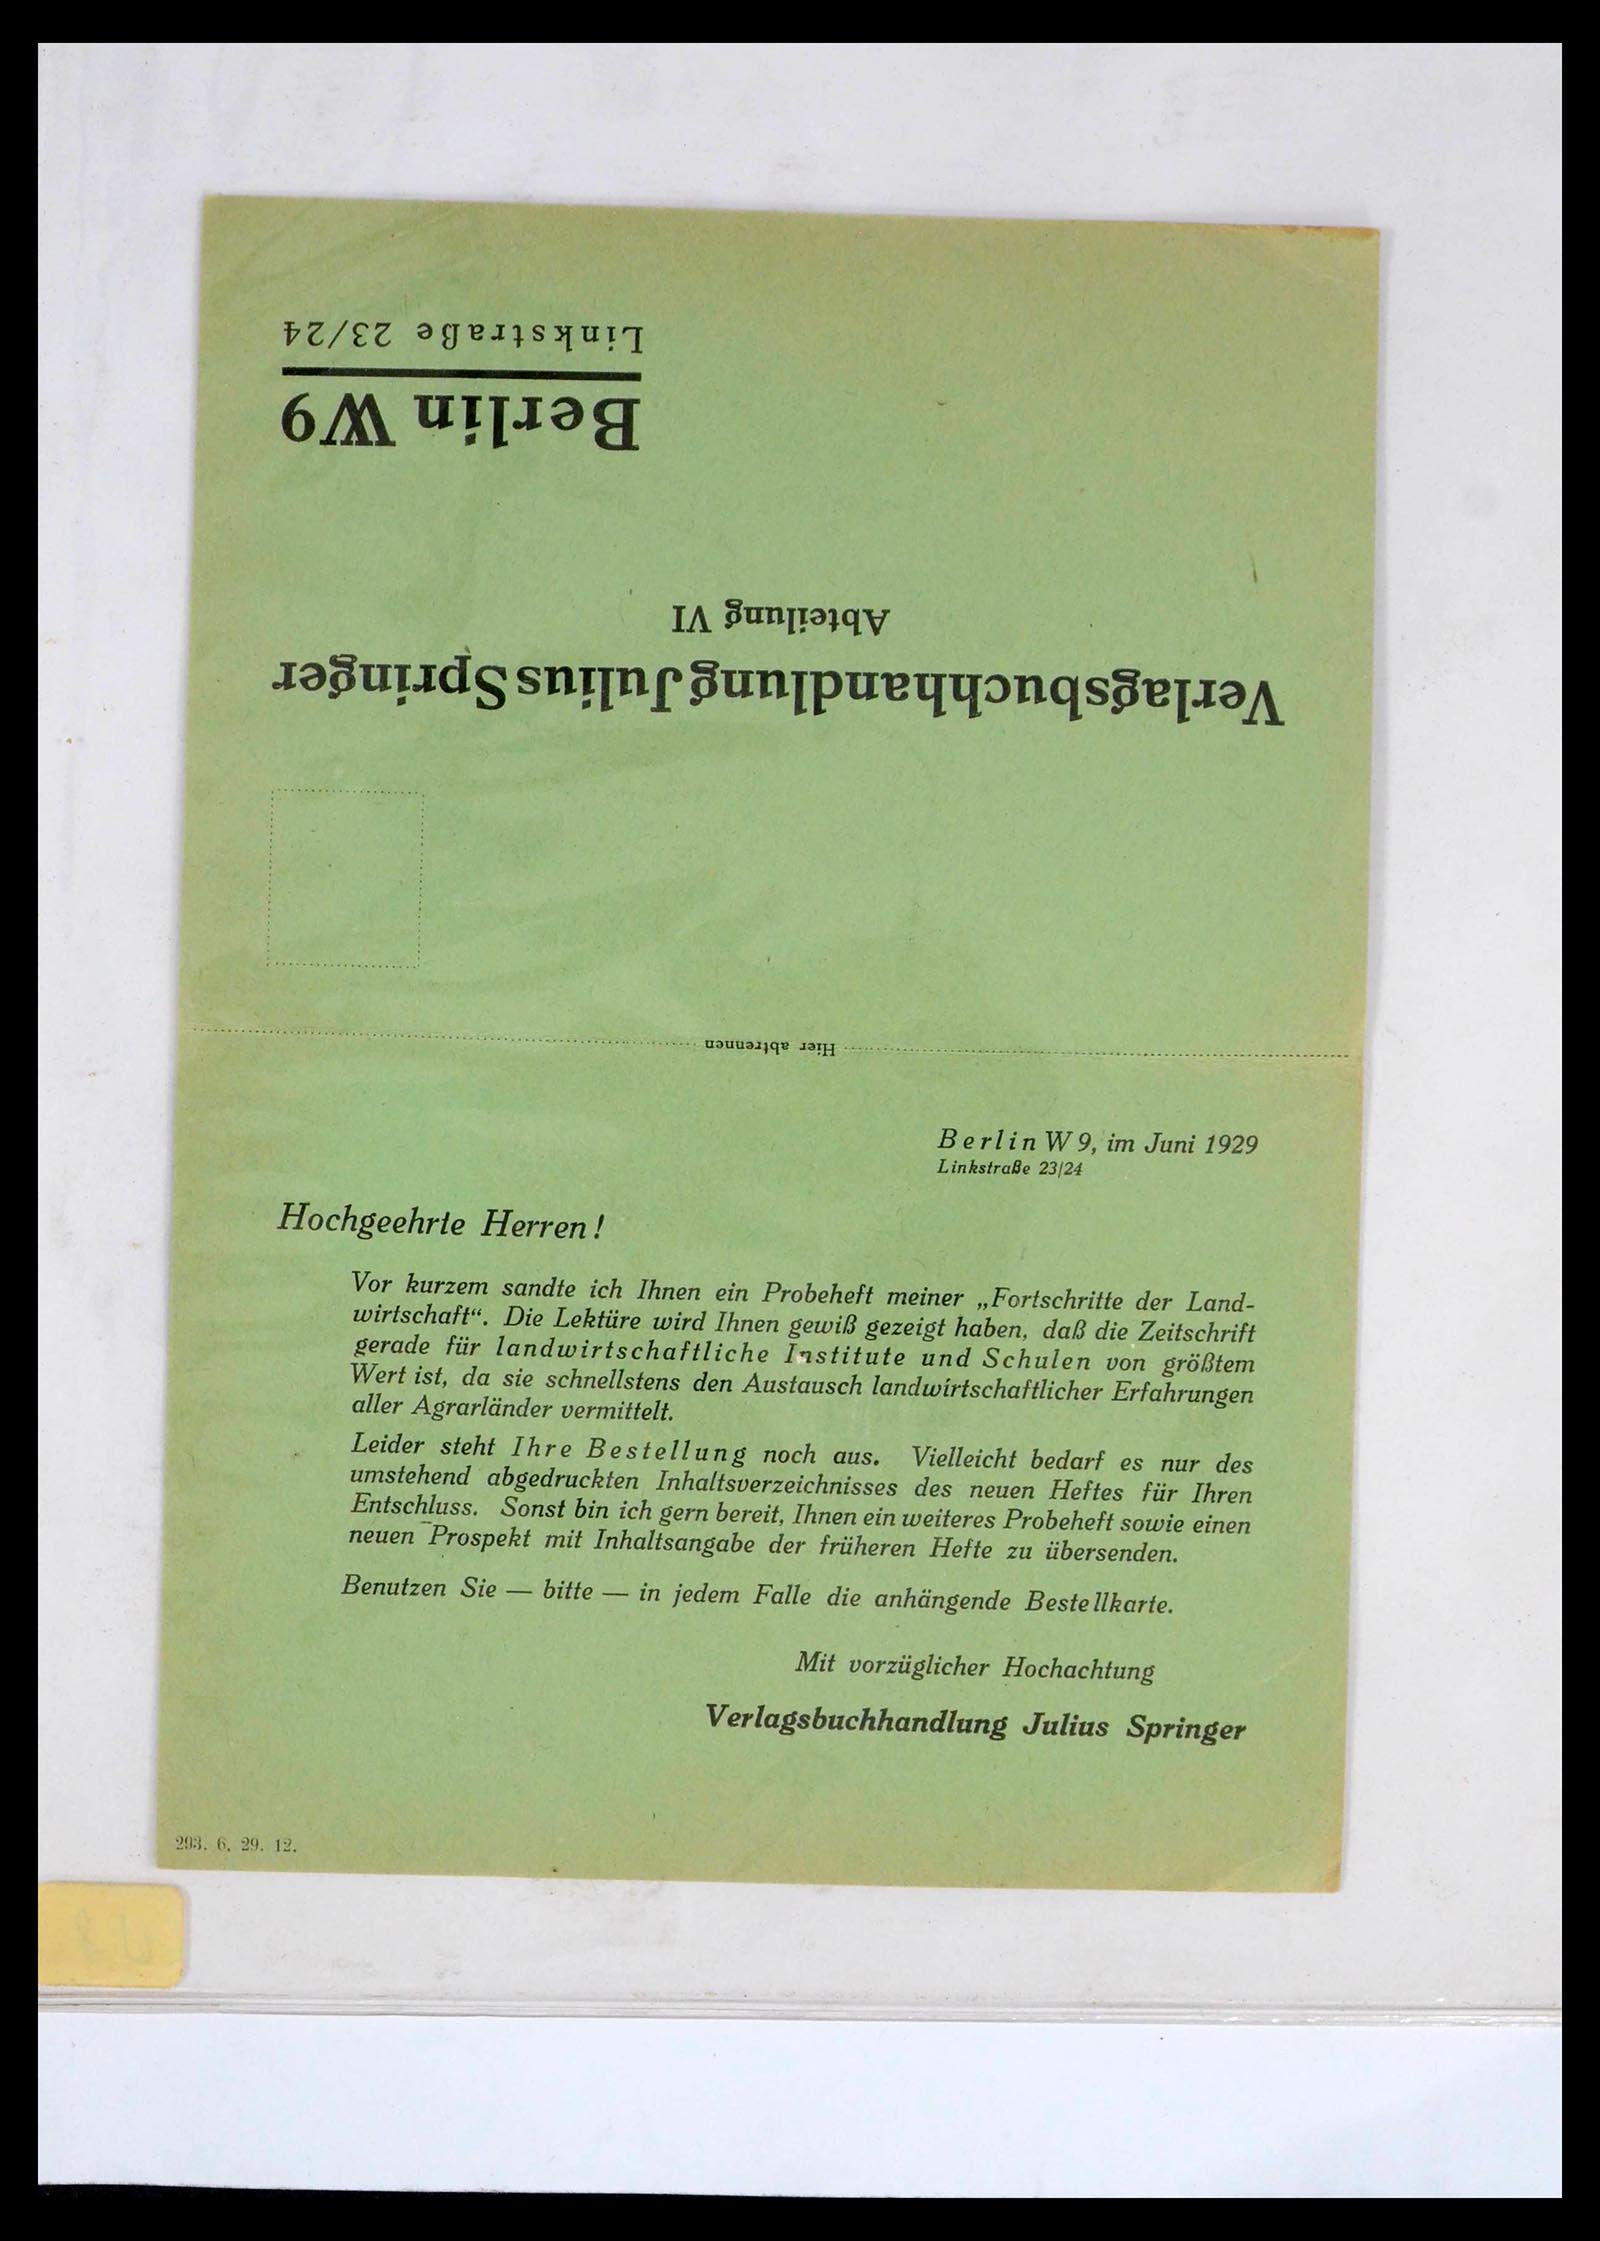 Verlagsbuchhandlung Julius Springer
Abteilung VI
Berlin W 9
Linkstraße 23/24
Hier abtrennen
Berlin W 9, im Juni 1929
Linkstraße 23/24
Hochgeehrte Herren!
Vor kurzem sandte ich Ihnen ein Probeheft meiner „Fortschritte der Land-
wirtschaft“. Die Lektüre wird Ihnen gewiß gezeigt haben, daß die Zeitschrift
gerade für landwirtschaftliche Institute und Schulen von größtem
Wert ist, da sie schnellstens den Austausch landwirtschaftlicher Erfahrungen
aller Agrarländer vermittelt.
Leider steht Ihre Bestellung noch aus. Vielleicht bedarf es nur des
umstehend abgedruckten Inhaltsverzeichnisses des neuen Heftes für Ihren
Entschluss. Sonst bin ich gern bereit, Ihnen ein weiteres Probeheft sowie einen
neuen Prospekt mit Inhaltsangabe der früheren Hefte zu übersenden.
Benutzen Sie — bitte — in jedem Falle die anhängende Bestellkarte.
Mit vorzüglicher Hochachtung
Verlagsbuchhandlung Julius Springer
293. 6. 29. 12.